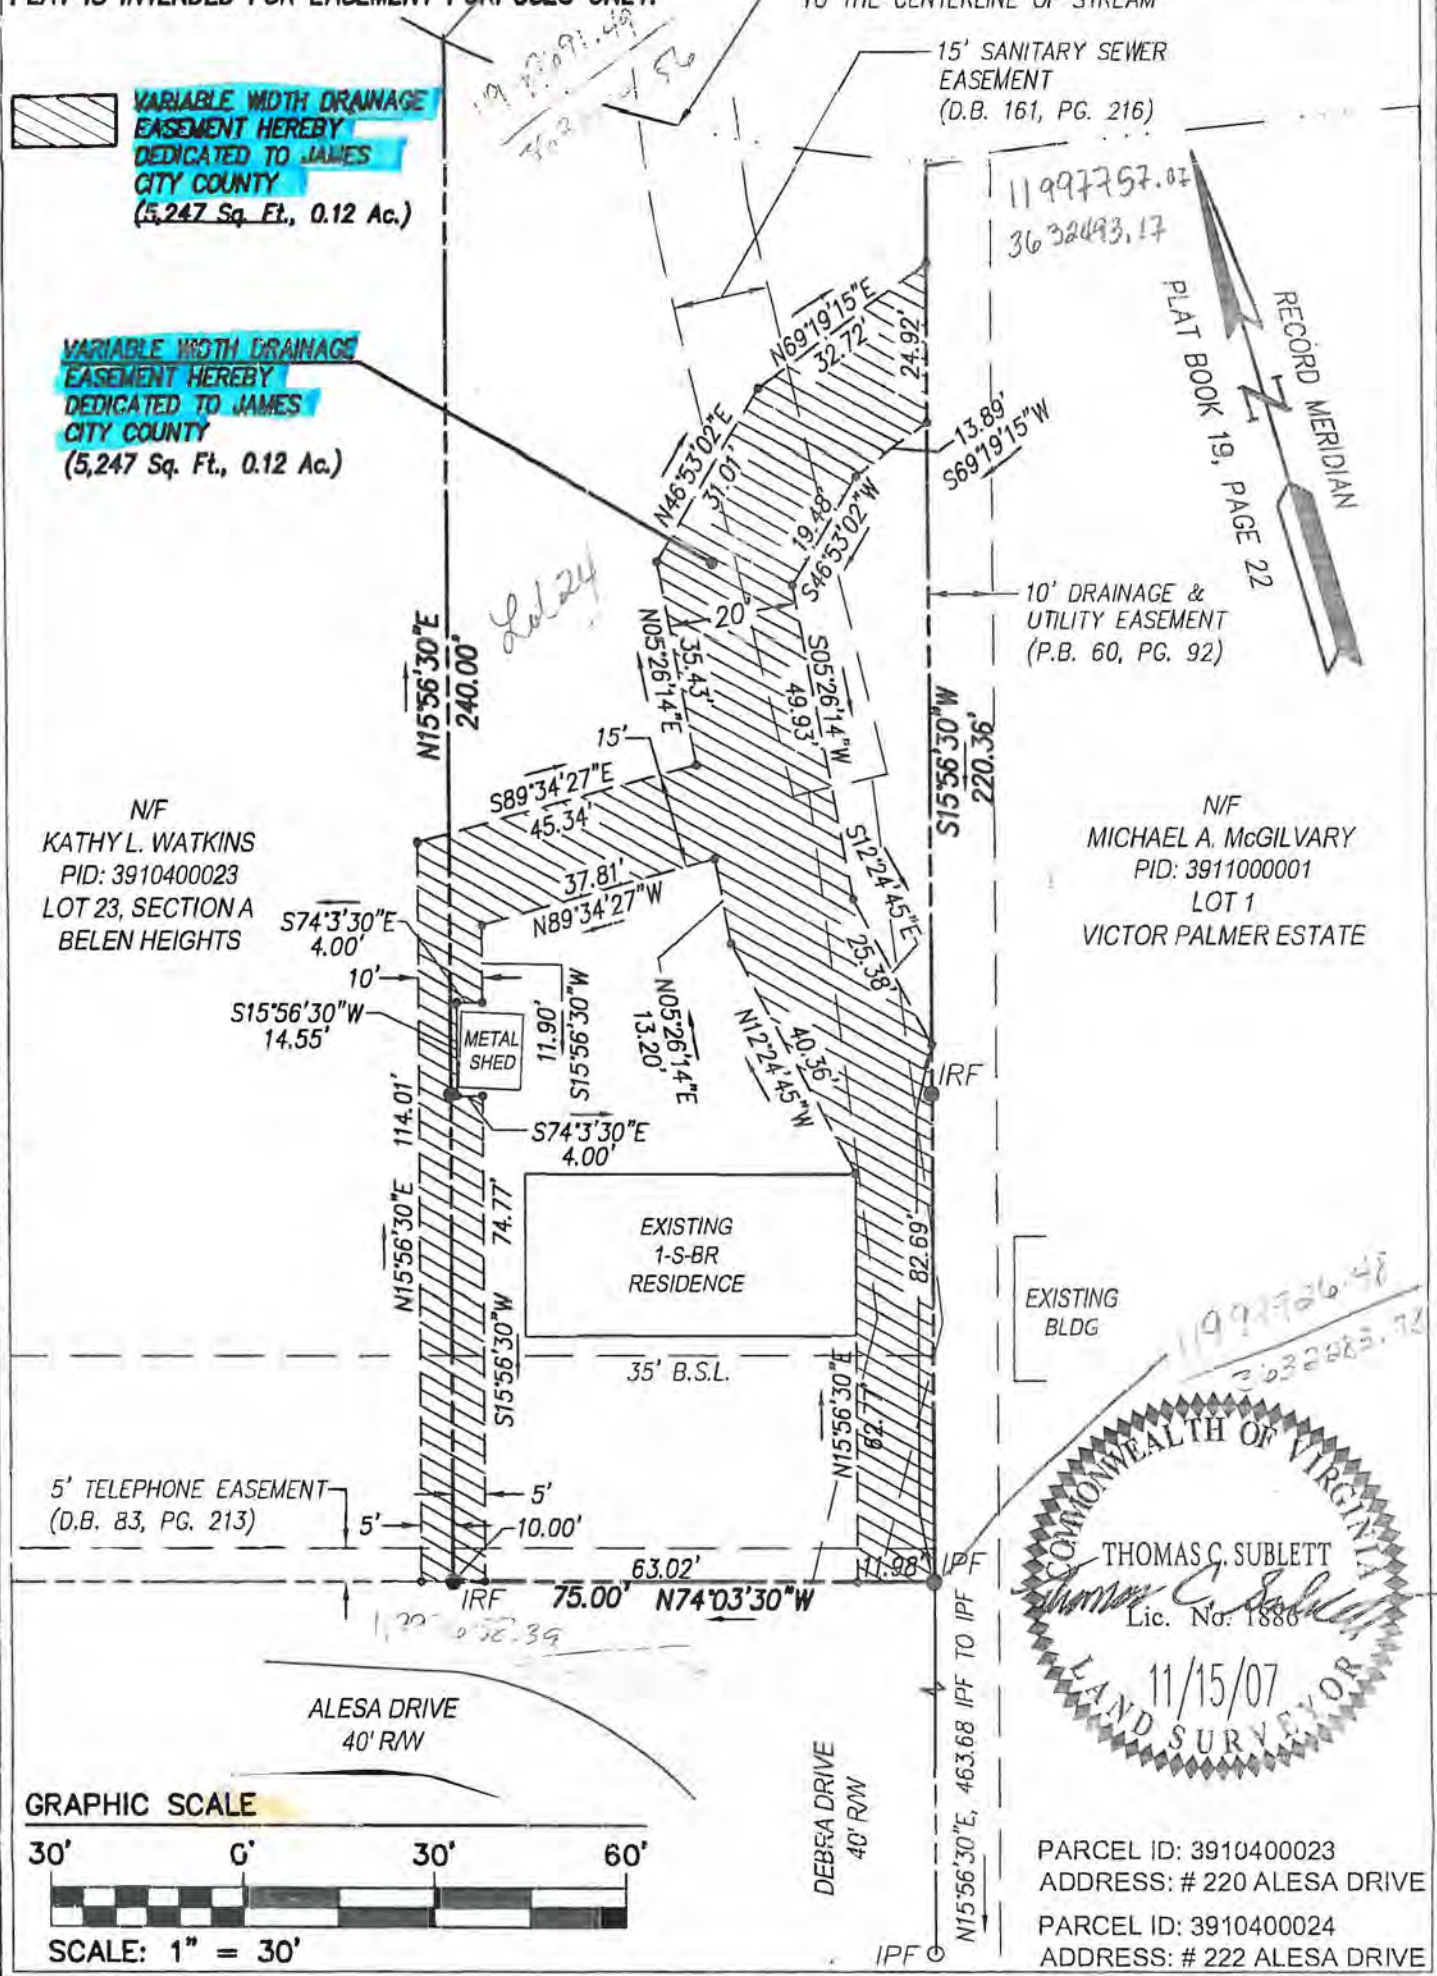 PLAT IS INTENDED FOR EASEMENT PURPOSES ONLY.
TO THE CENTERLINE OF STREAM
15' SANITARY SEWER
EASEMENT
(D.B. 161, PG. 216)
VARIABLE WIDTH DRAINAGE
EASEMENT HEREBY
DEDICATED TO JAMES
CITY COUNTY
(5,247 Sq. Ft., 0.12 Ac.)
11997757.07
3632493.17
RECORD MERIDIAN
PLAT BOOK 19, PAGE 22
VARIABLE WIDTH DRAINAGE
EASEMENT HEREBY
DEDICATED TO JAMES
CITY COUNTY
(5,247 Sq. Ft., 0.12 Ac.)
N69°19'15"E
32.72'
24.92'
13.89'
S69°19'15"W
N46°53'02"E
31.01'
19.48'
S46°53'02"W
Lot 24
20'
10' DRAINAGE &
UTILITY EASEMENT
(P.B. 60, PG. 92)
N15°56'30"E
240.00'
N05°26'14"E
35.43'
S05°26'14"W
49.93'
S15°56'30"W
220.36'
15'
S89°34'27"E
45.34'
37.81'
N89°34'27"W
S12°24'45"E
25.38'
N/F
KATHY L. WATKINS
PID: 3910400023
LOT 23, SECTION A
BELEN HEIGHTS
N/F
MICHAEL A. McGILVARY
PID: 3911000001
LOT 1
VICTOR PALMER ESTATE
S74°3'30"E
4.00'
10'
S15°56'30"W
14.55'
METAL
SHED
11.90'
S15°56'30"W
N05°26'14"E
13.20'
40.36'
N12°24'45"W
IRF
S74°3'30"E
4.00'
114.01'
N15°56'30"E
74.77'
S15°56'30"W
EXISTING
1-S-BR
RESIDENCE
82.69'
EXISTING
BLDG
35' B.S.L.
N15°56'30"E
62.77'
5' TELEPHONE EASEMENT
(D.B. 83, PG. 213)
5'
5'
10.00'
63.02'
11.98'
IPF
IRF
75.00'
N74°03'30"W
COMMONWEALTH OF VIRGINIA
THOMAS C. SUBLETT
Thomas C. Sublett
Lic. No. 1886
11/15/07
LAND SURVEYOR
ALESA DRIVE
40' R/W
DEBRA DRIVE
40' R/W
N15°56'30"E, 463.68 IPF TO IPF
IPF
GRAPHIC SCALE
30' 0' 30' 60'
SCALE: 1" = 30'
PARCEL ID: 3910400023
ADDRESS: # 220 ALESA DRIVE
PARCEL ID: 3910400024
ADDRESS: # 222 ALESA DRIVE